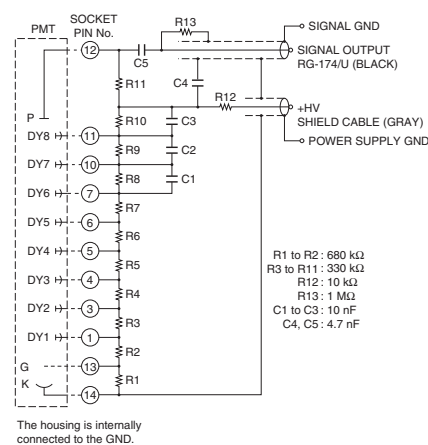 PMT
SOCKET
PIN No.
R13
SIGNAL GND
12
C5
SIGNAL OUTPUT
RG-174/U (BLACK)
R11
C4
R12
+HV
SHIELD CABLE (GRAY)
POWER SUPPLY GND
P
R10
C3
DY8
11
R9
C2
DY7
10
R8
C1
DY6
7
R7
DY5
6
R6
DY4
5
R5
DY3
4
R4
DY2
3
R3
DY1
1
R2
G
13
K
R1
14
R1 to R2 : 680 kΩ
R3 to R11 : 330 kΩ
R12 : 10 kΩ
R13 : 1 MΩ
C1 to C3 : 10 nF
C4, C5 : 4.7 nF
The housing is internally
connected to the GND.